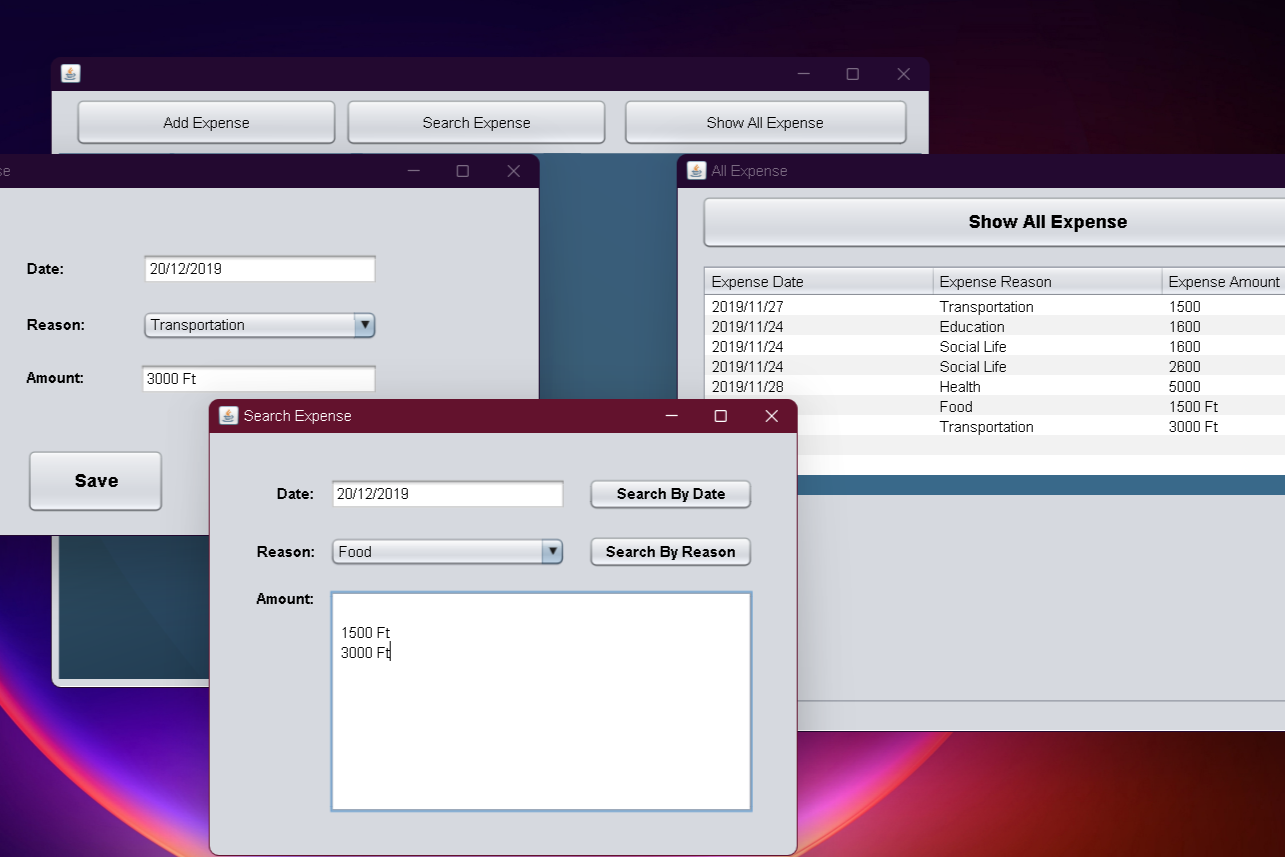 Add Expense Search Expense Show All Expense
se
Date: 20/12/2019
Reason: Transportation
Amount: 3000 Ft
Save
All Expense
Show All Expense
Expense Date Expense Reason Expense Amount
2019/11/27 Transportation 1500
2019/11/24 Education 1600
2019/11/24 Social Life 1600
2019/11/24 Social Life 2600
2019/11/28 Health 5000
Food 1500 Ft
Transportation 3000 Ft
Search Expense
Date: 20/12/2019 Search By Date
Reason: Food Search By Reason
Amount:
1500 Ft
3000 Ft